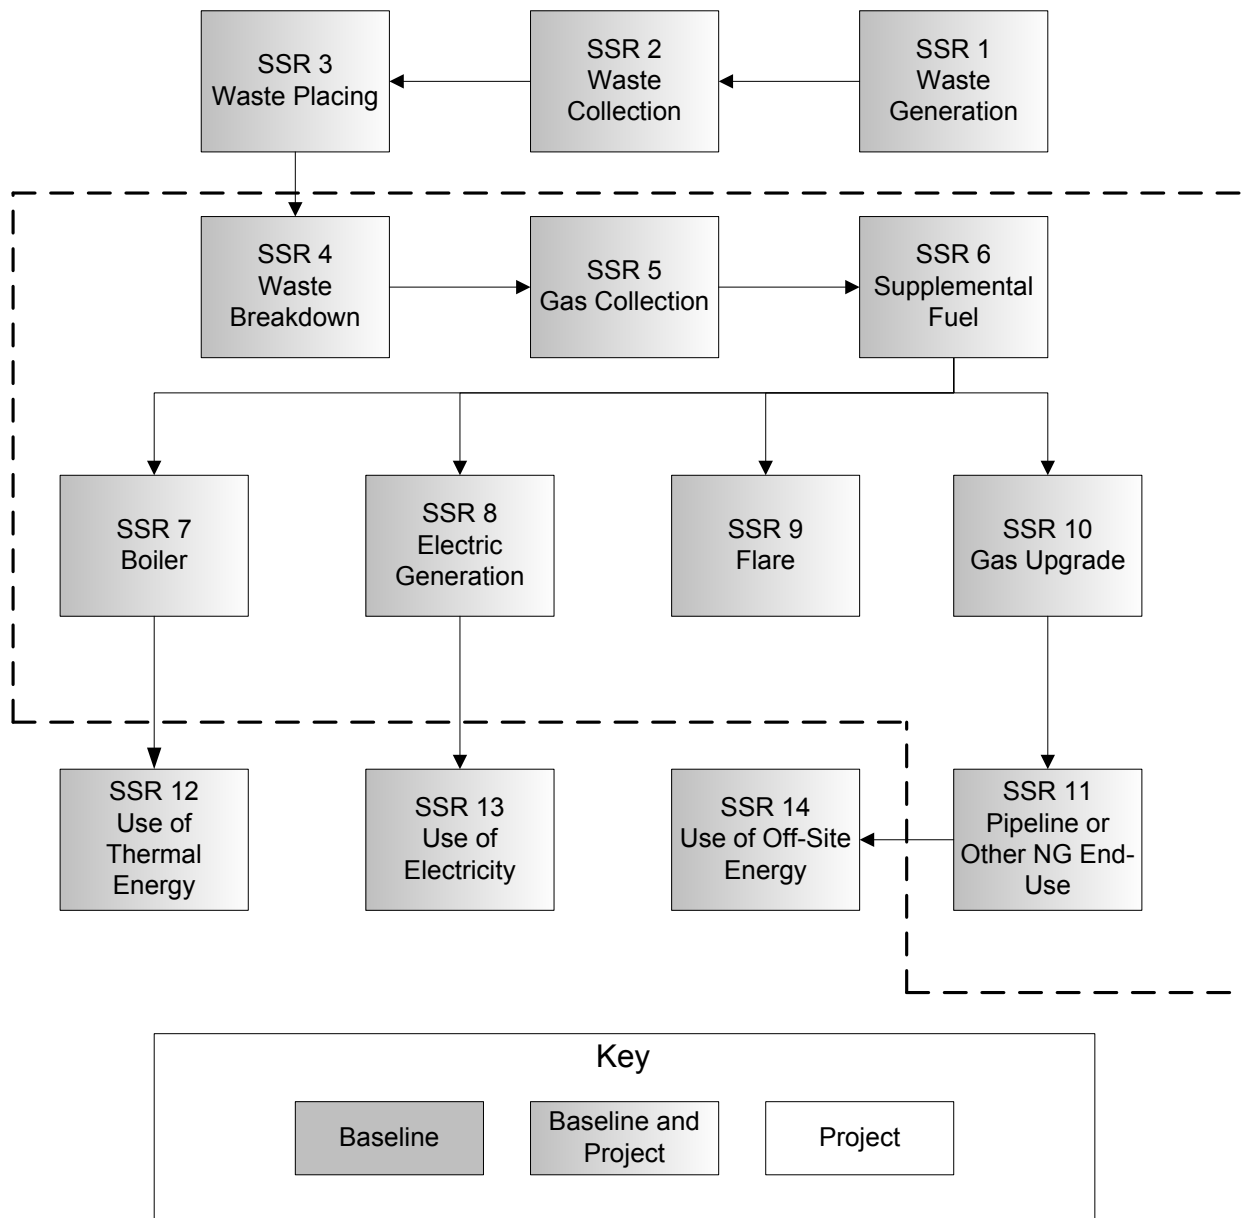 SSR 3
Waste Placing
SSR 2
Waste
Collection
SSR 1
Waste
Generation
SSR 4
Waste
Breakdown
SSR 5
Gas Collection
SSR 6
Supplemental
Fuel
SSR 7
Boiler
SSR 8
Electric
Generation
SSR 9
Flare
SSR 10
Gas Upgrade
SSR 12
Use of
Thermal
Energy
SSR 13
Use of
Electricity
SSR 14
Use of Off-Site
Energy
SSR 11
Pipeline or
Other NG End-
Use
Key
Baseline
Baseline and
Project
Project